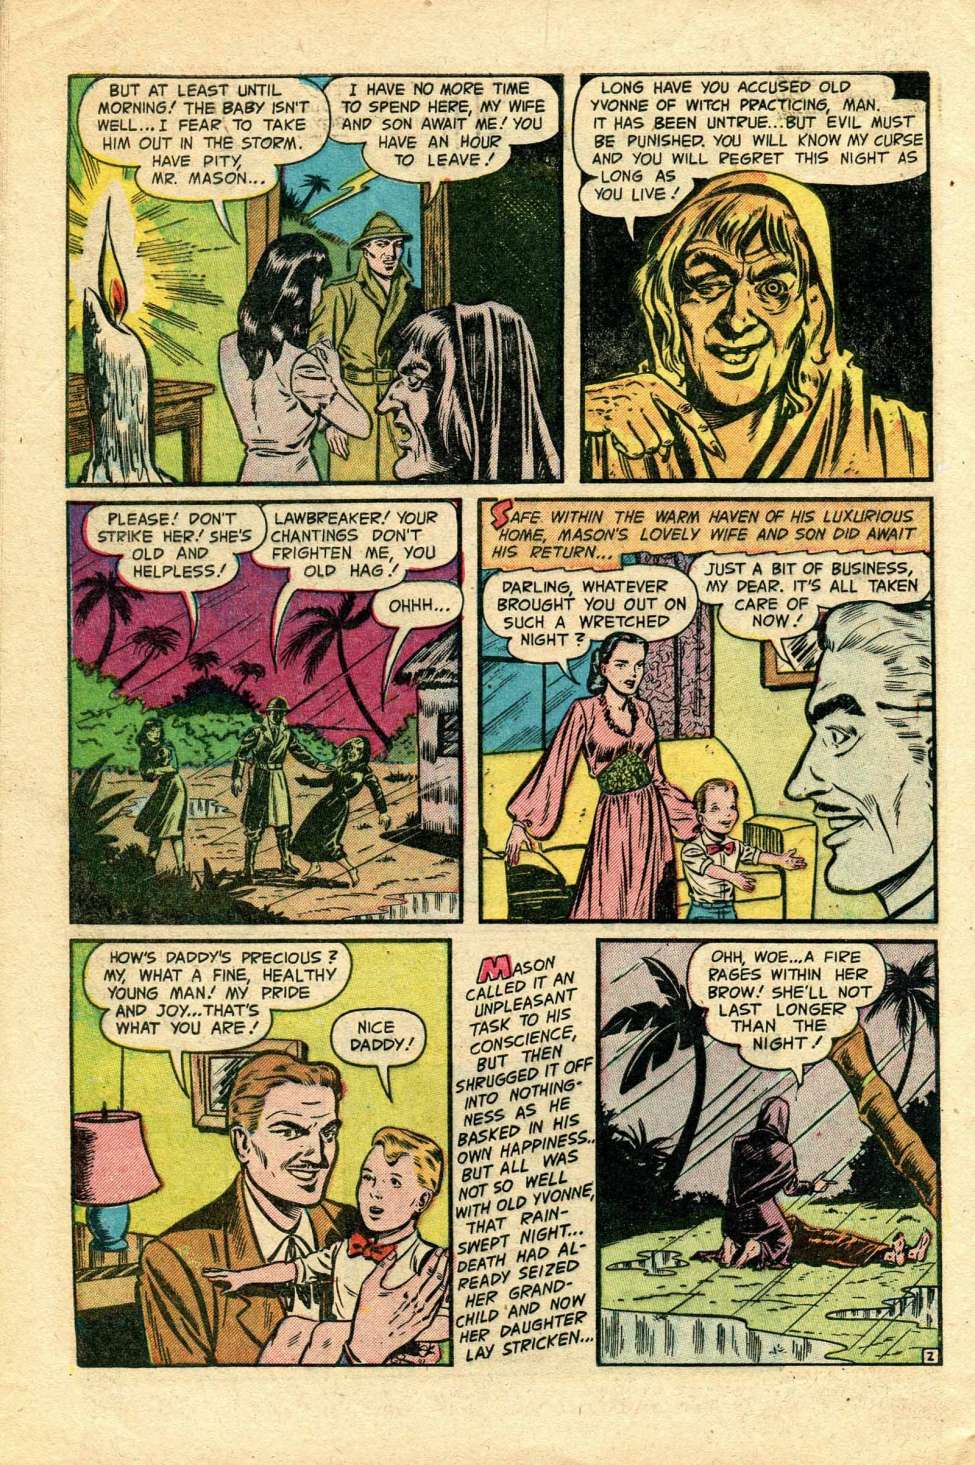 BUT AT LEAST UNTIL
MORNING! THE BABY ISN'T
WELL...I FEAR TO TAKE
HIM OUT IN THE STORM.
HAVE PITY,
MR. MASON...
I HAVE NO MORE TIME
TO SPEND HERE, MY WIFE
AND SON AWAIT ME! YOU
HAVE AN HOUR
TO LEAVE!
LONG HAVE YOU ACCUSED OLD
YVONNE OF WITCH PRACTICING, MAN.
IT HAS BEEN UNTRUE...BUT EVIL MUST
BE PUNISHED. YOU WILL KNOW MY CURSE
AND YOU WILL REGRET THIS NIGHT AS
LONG AS
YOU LIVE!
PLEASE! DON'T
STRIKE HER! SHE'S
OLD AND
HELPLESS!
LAWBREAKER! YOUR
CHANTINGS DON'T
FRIGHTEN ME, YOU
OLD HAG!
OHHH...
SAFE WITHIN THE WARM HAVEN OF HIS LUXURIOUS
HOME, MASON'S LOVELY WIFE AND SON DID AWAIT
HIS RETURN...
DARLING, WHATEVER
BROUGHT YOU OUT ON
SUCH A WRETCHED
NIGHT?
JUST A BIT OF BUSINESS,
MY DEAR. IT'S ALL TAKEN
CARE OF
NOW!
HOW'S DADDY'S PRECIOUS?
MY, WHAT A FINE, HEALTHY
YOUNG MAN! MY PRIDE
AND JOY...THAT'S
WHAT YOU ARE!
NICE
DADDY!
MASON
CALLED IT AN
UNPLEASANT
TASK TO HIS
CONSCIENCE,
BUT THEN
SHRUGGED IT OFF
INTO NOTHING-
NESS AS HE
BASKED IN HIS
OWN HAPPINESS..
BUT ALL WAS
NOT SO WELL
WITH OLD YVONNE,
THAT RAIN-
SWEPT NIGHT...
DEATH HAD AL-
READY SEIZED
HER GRAND-
CHILD AND NOW
HER DAUGHTER
LAY STRICKEN...
OHH, WOE...A FIRE
RAGES WITHIN HER
BROW! SHE'LL NOT
LAST LONGER
THAN THE
NIGHT!
2